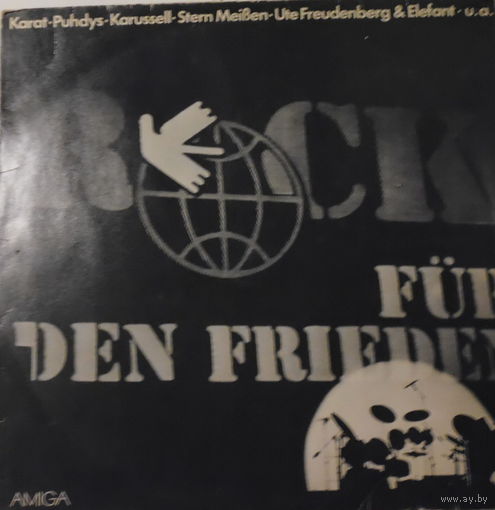 Karat-Puhdys-Karussell-Stern Meißen-Ute Freudenberg & Elefant-u.a.
ROCK
FÜR
DEN FRIEDEN
AMIGA
www.ay.by